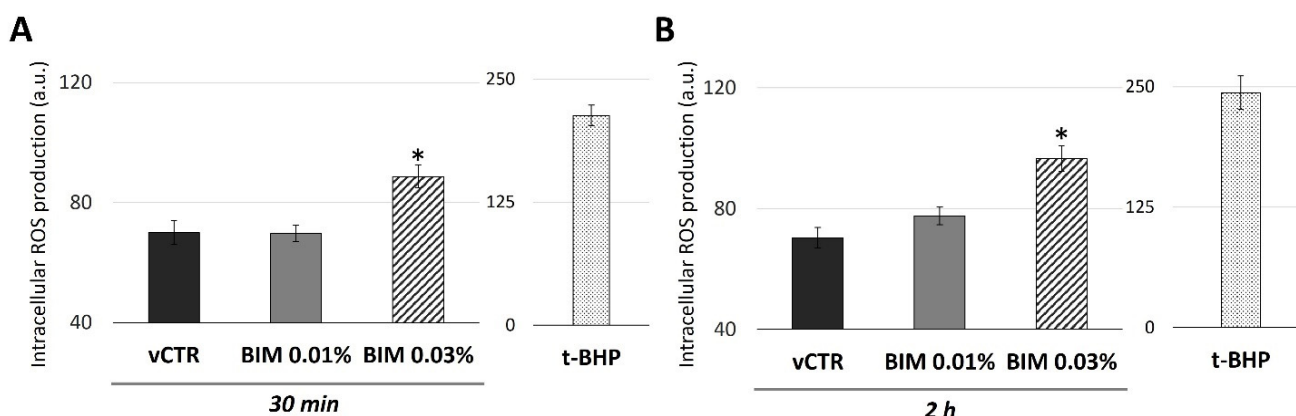 A
Intracellular ROS production (a.u.)
120
80
40
*
vCTR BIM 0.01% BIM 0.03%
30 min
250
125
0
t-BHP
B
Intracellular ROS production (a.u.)
120
80
40
*
vCTR BIM 0.01% BIM 0.03%
2 h
250
125
0
t-BHP